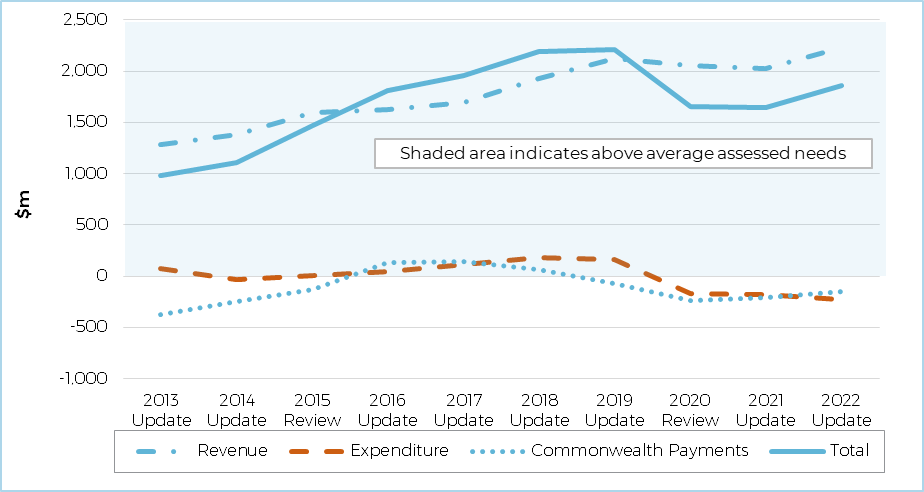 2,500
2,000
1,500
1,000
500
0
-500
-1,000
$m
Shaded area indicates above average assessed needs
2013 2014 2015 2016 2017 2018 2019 2020 2021 2022
Update Update Review Update Update Update Update Review Update Update
Revenue Expenditure Commonwealth Payments Total